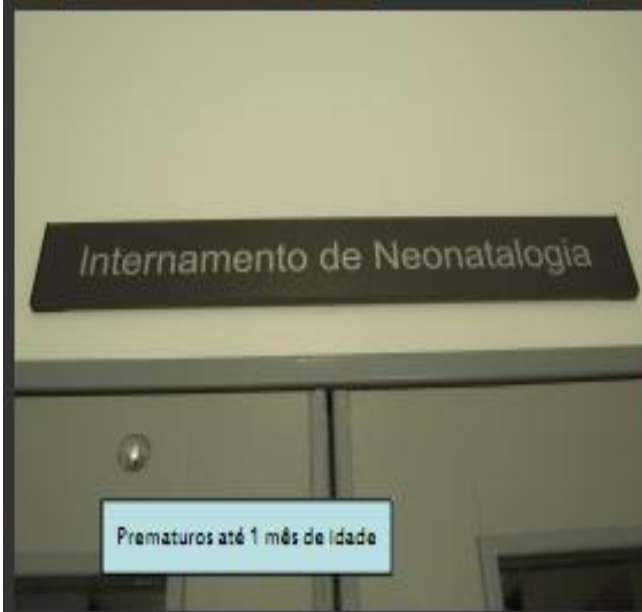 Internamento de Neonatalogia
Prematuros até 1 mês de Idade